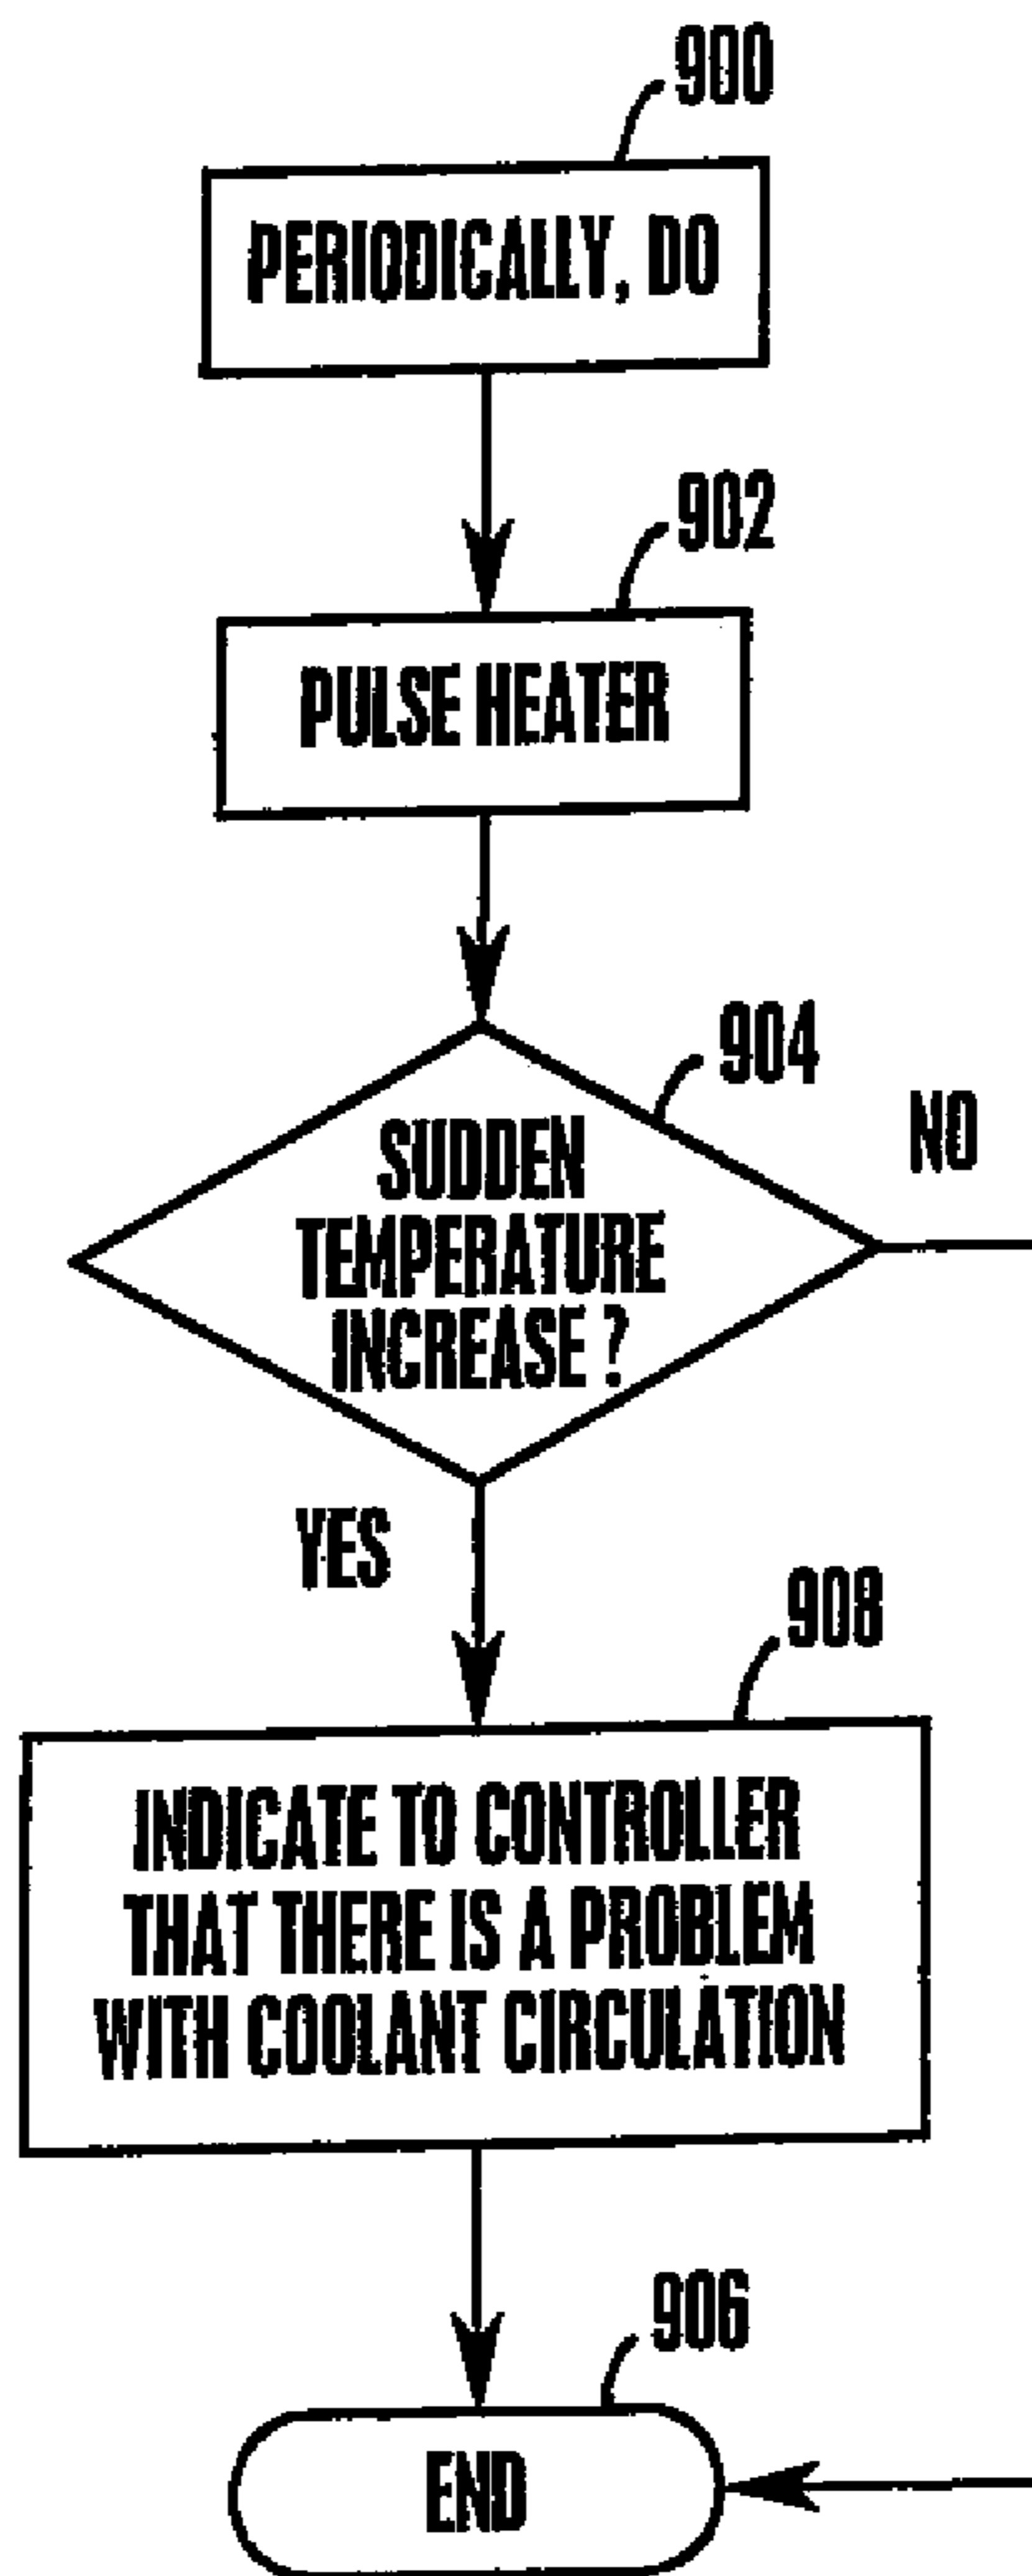 900
PERIODICALLY, DO
902
PULSE HEATER
904
NO
SUDDEN
TEMPERATURE
INCREASE ?
YES
908
INDICATE TO CONTROLLER
THAT THERE IS A PROBLEM
WITH COOLANT CIRCULATION
906
END